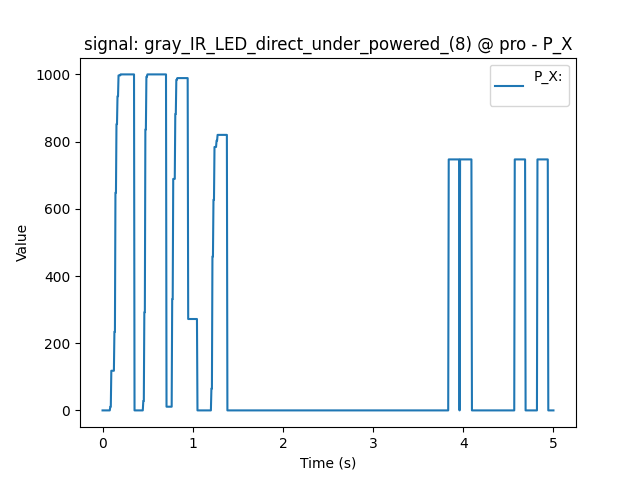 signal: gray_IR_LED_direct_under_powered_(8) @ pro - P_X
P_X:
1000
800
600
400
200
0
Value
0 1 2 3 4 5
Time (s)